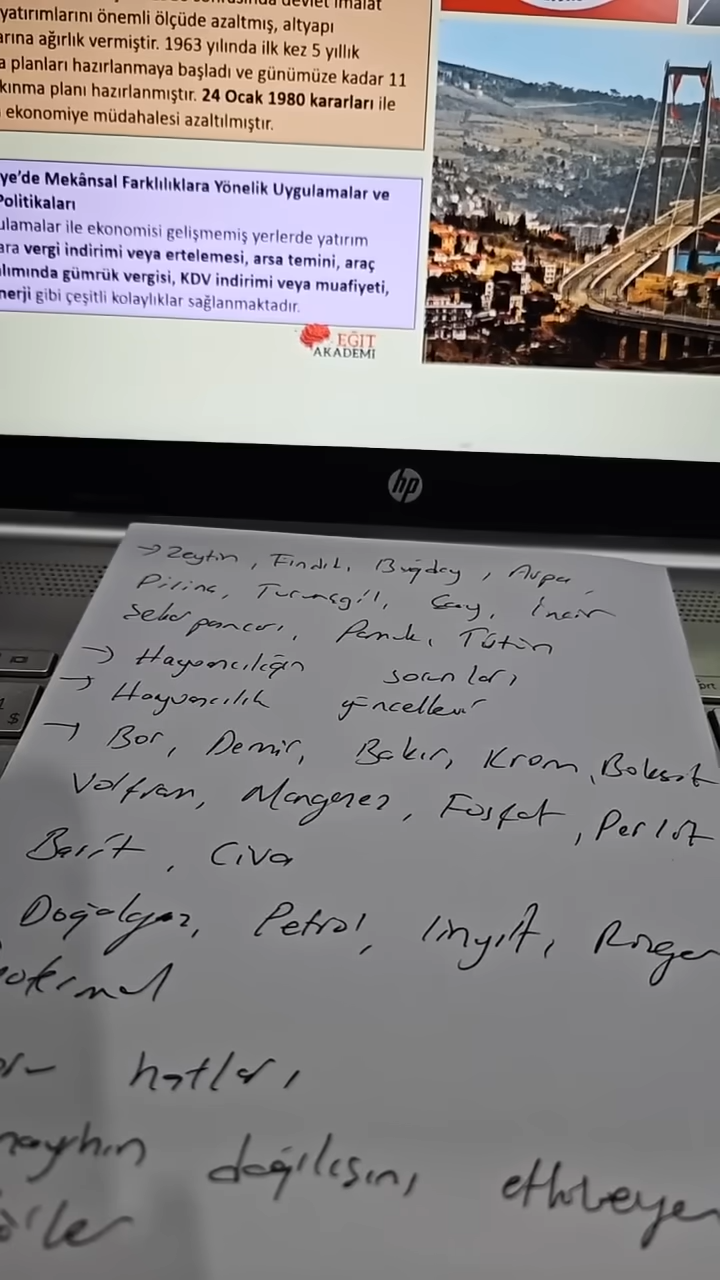 yatırımlarını önemli ölçüde azaltmış, altyapı
arına ağırlık vermiştir. 1963 yılında ilk kez 5 yıllık
a planları hazırlanmaya başladı ve günümüze kadar 11
kınma planı hazırlanmıştır. 24 Ocak 1980 kararları ile
ekonomiye müdahalesi azaltılmıştır.
ye'de Mekânsal Farklılıklara Yönelik Uygulamalar ve
Politikaları
ulamalar ile ekonomisi gelişmemiş yerlerde yatırım
ara vergi indirimi veya ertelemesi, arsa temini, araç
alımında gümrük vergisi, KDV indirimi veya muafiyeti,
nerji gibi çeşitli kolaylıklar sağlanmaktadır.
EĞİT
AKADEMİ
hp
→ Zeytin, Fındık, Buğday, Arpa,
Pirinç, Turunçgil, Çay, İncir
Şeker pancarı, Pamuk, Tütün
→ Hayvancılığın sorunları
→ Hayvancılık güncelleme
→ Bor, Demir, Bakır, Krom, Boksit
Volfram, Manganez, Fosfat, Perlit
Barit, Civa
Doğalgaz, Petrol, linyit, Rüzgar
hatları
dağılışını etkileyen